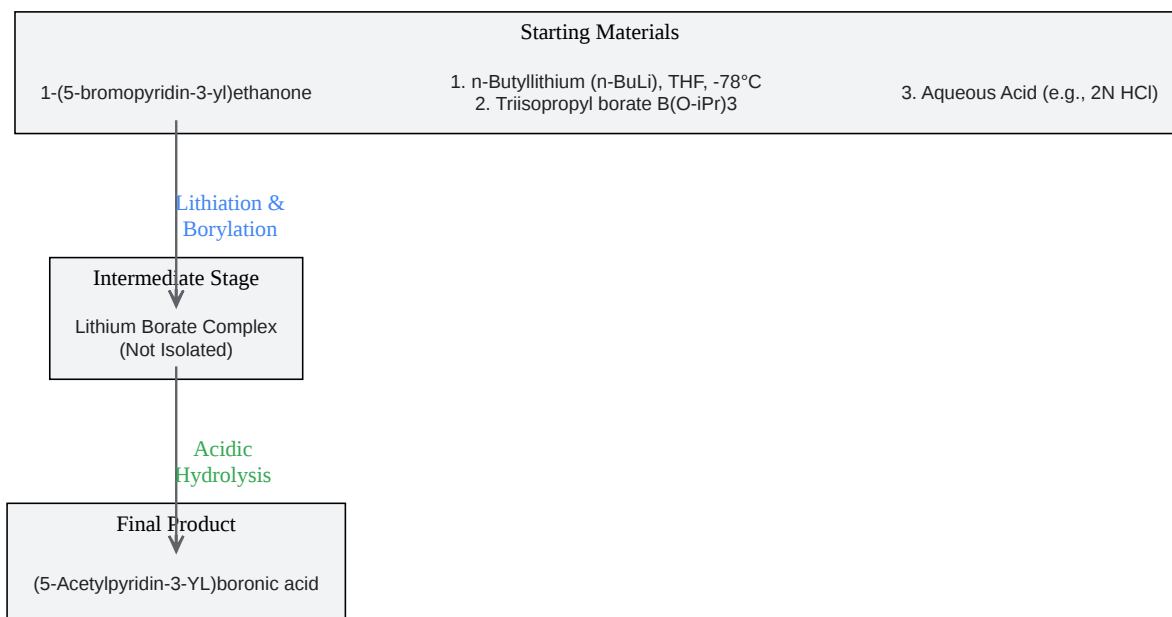 Starting Materials
1-(5-bromopyridin-3-yl)ethanone
1. n-Butyllithium (n-BuLi), THF, -78°C
2. Triisopropyl borate B(O-iPr)3
3. Aqueous Acid (e.g., 2N HCl)
Lithiation &
Borylation
Intermediate Stage
Lithium Borate Complex
(Not Isolated)
Acidic
Hydrolysis
Final Product
(5-Acetylpyridin-3-YL)boronic acid